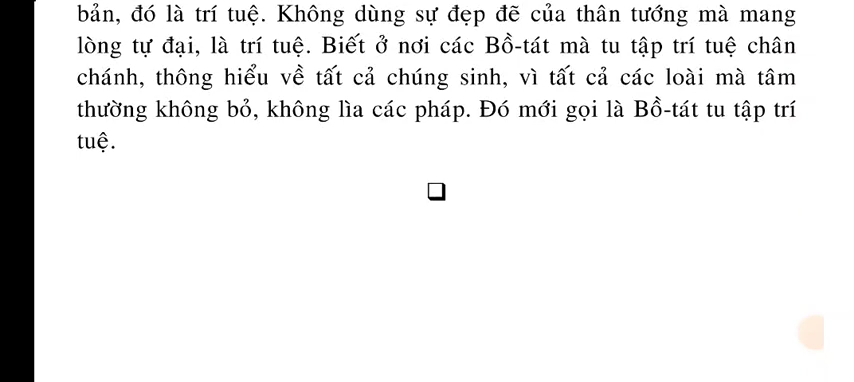 bản, đó là trí tuệ. Không dùng sự đẹp đẽ của thân tướng mà mang
lòng tự đại, là trí tuệ. Biết ở nơi các Bồ-tát mà tu tập trí tuệ chân
chánh, thông hiểu về tất cả chúng sinh, vì tất cả các loài mà tâm
thường không bỏ, không lìa các pháp. Đó mới gọi là Bồ-tát tu tập trí
tuệ.